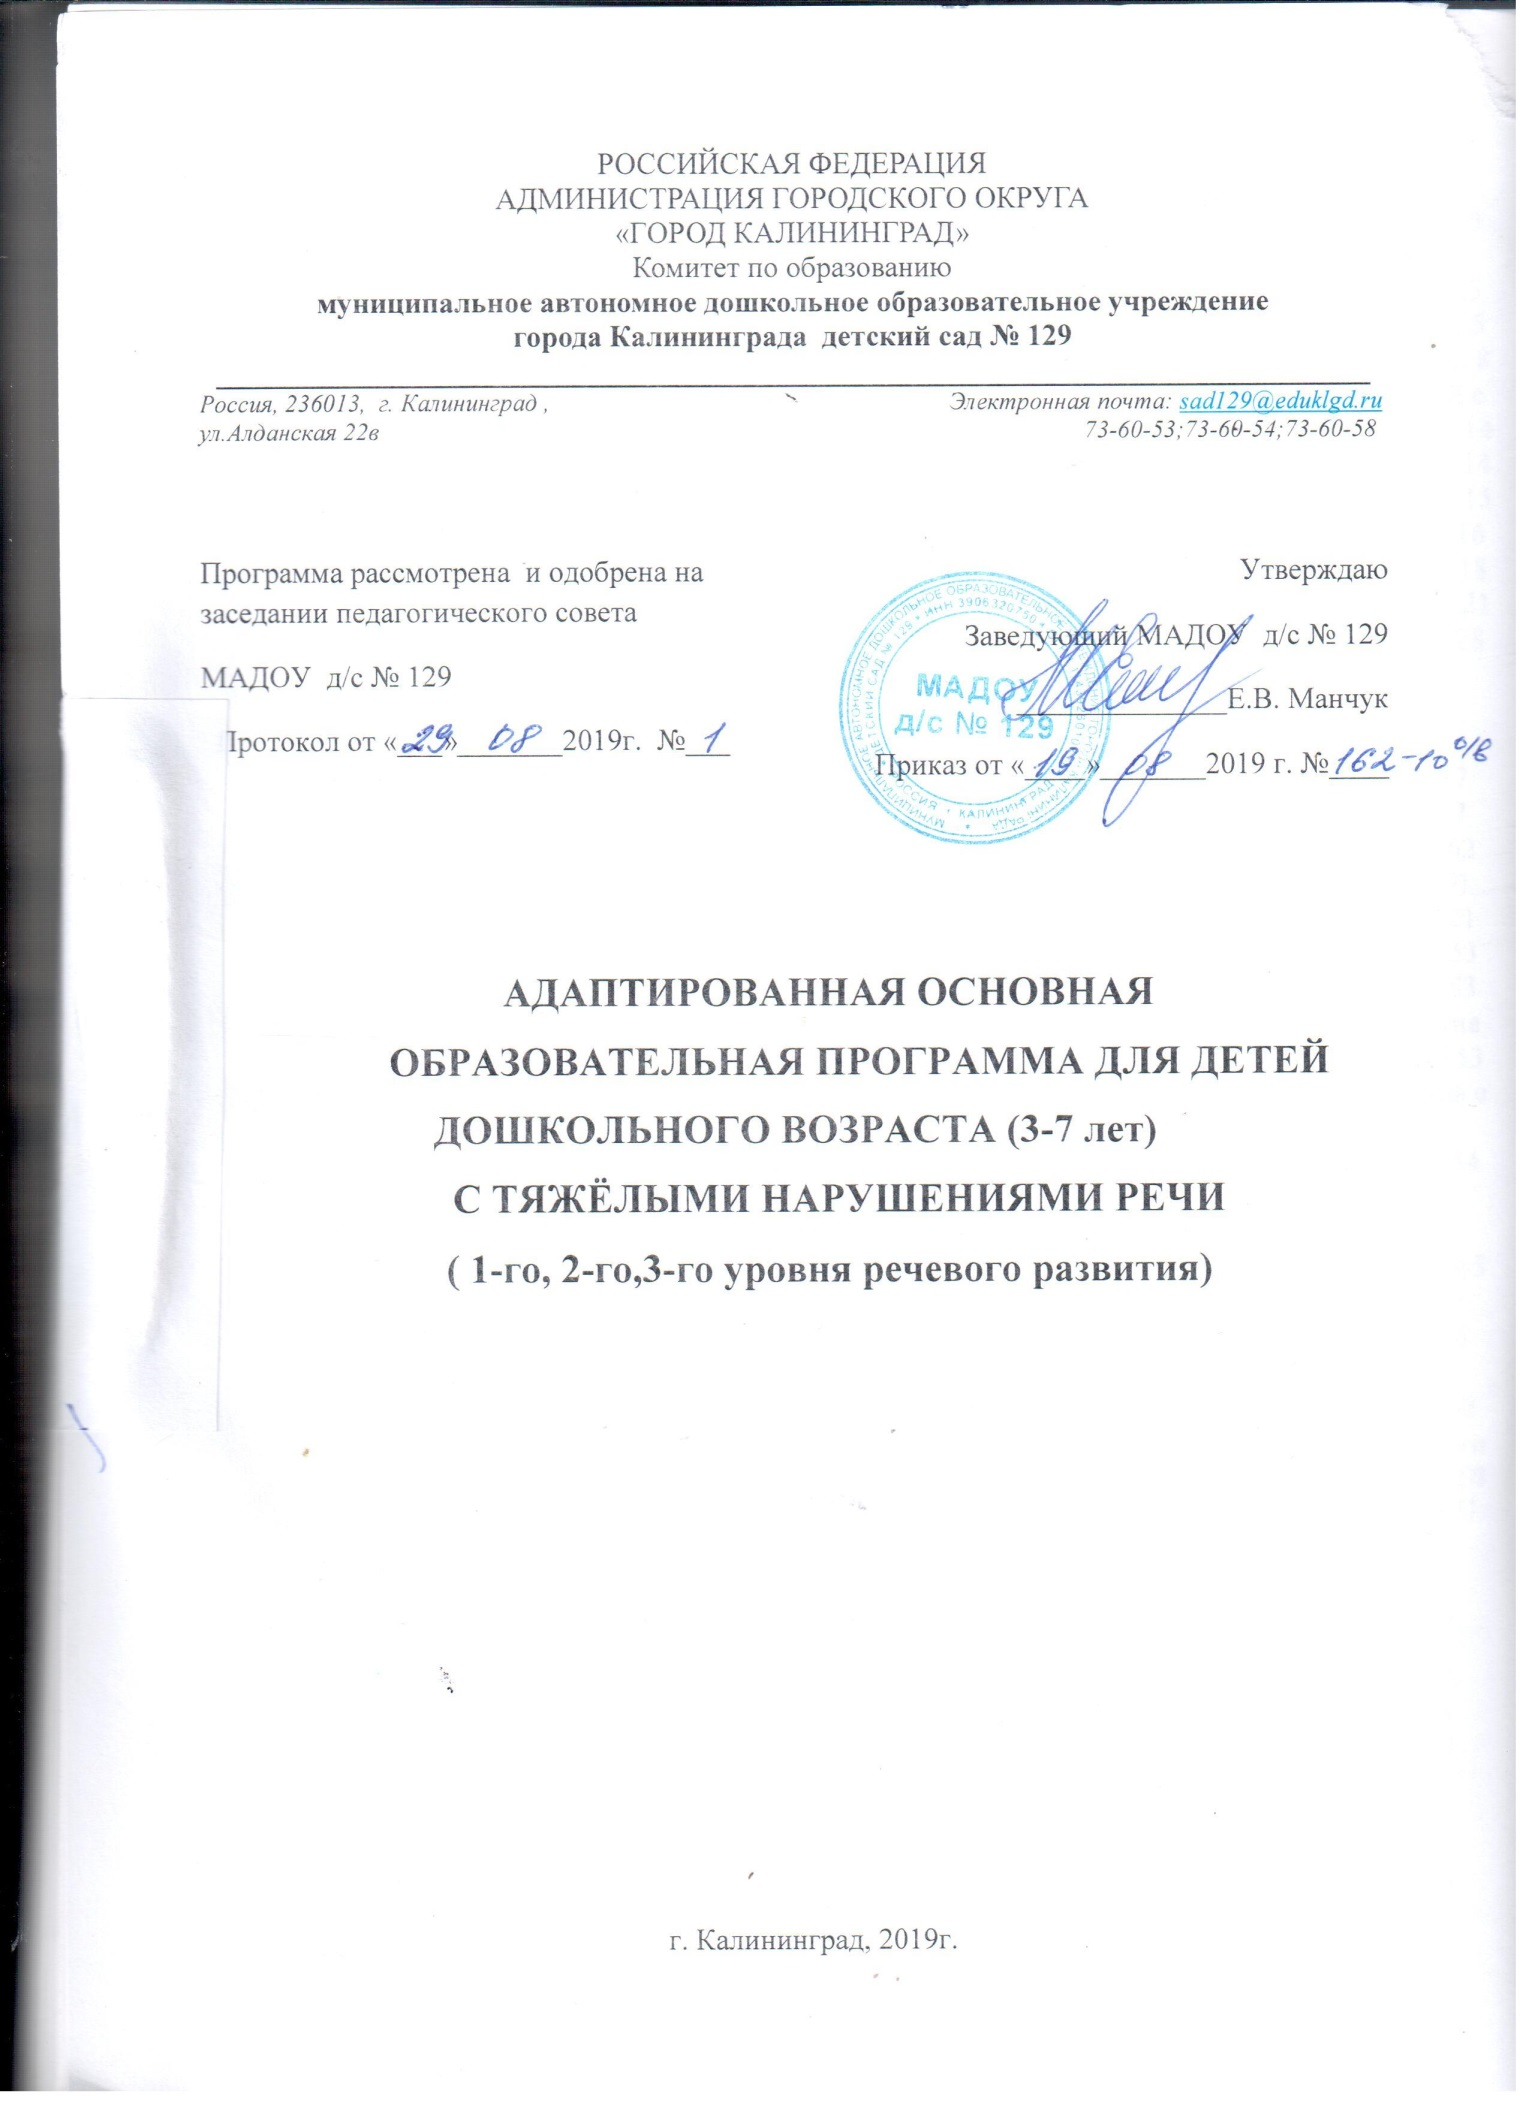 РОССИЙСКАЯ ФЕДЕРАЦИЯ
АДМИНИСТРАЦИЯ ГОРОДСКОГО ОКРУГА
«ГОРОД КАЛИНИНГРАД»
Комитет по образованию
муниципальное автономное дошкольное образовательное учреждение
города Калининграда детский сад № 129
Россия, 236013, г. Калининград ,
Электронная почта: sad129@eduklgd.ru
ул.Алданская 22в
73-60-53;73-60-54;73-60-58
Программа рассмотрена и одобрена на
заседании педагогического совета
МАДОУ д/с № 129
Протокол от «29» 08 2019г. № 1
Утверждаю
Заведующий МАДОУ д/с № 129
Е.В. Манчук
Приказ от «19» 08 2019 г. №162-10
МАДОУ
д/с № 129
АДАПТИРОВАННАЯ ОСНОВНАЯ
ОБРАЗОВАТЕЛЬНАЯ ПРОГРАММА ДЛЯ ДЕТЕЙ
ДОШКОЛЬНОГО ВОЗРАСТА (3-7 лет)
С ТЯЖЁЛЫМИ НАРУШЕНИЯМИ РЕЧИ
( 1-го, 2-го,3-го уровня речевого развития)
г. Калининград, 2019г.